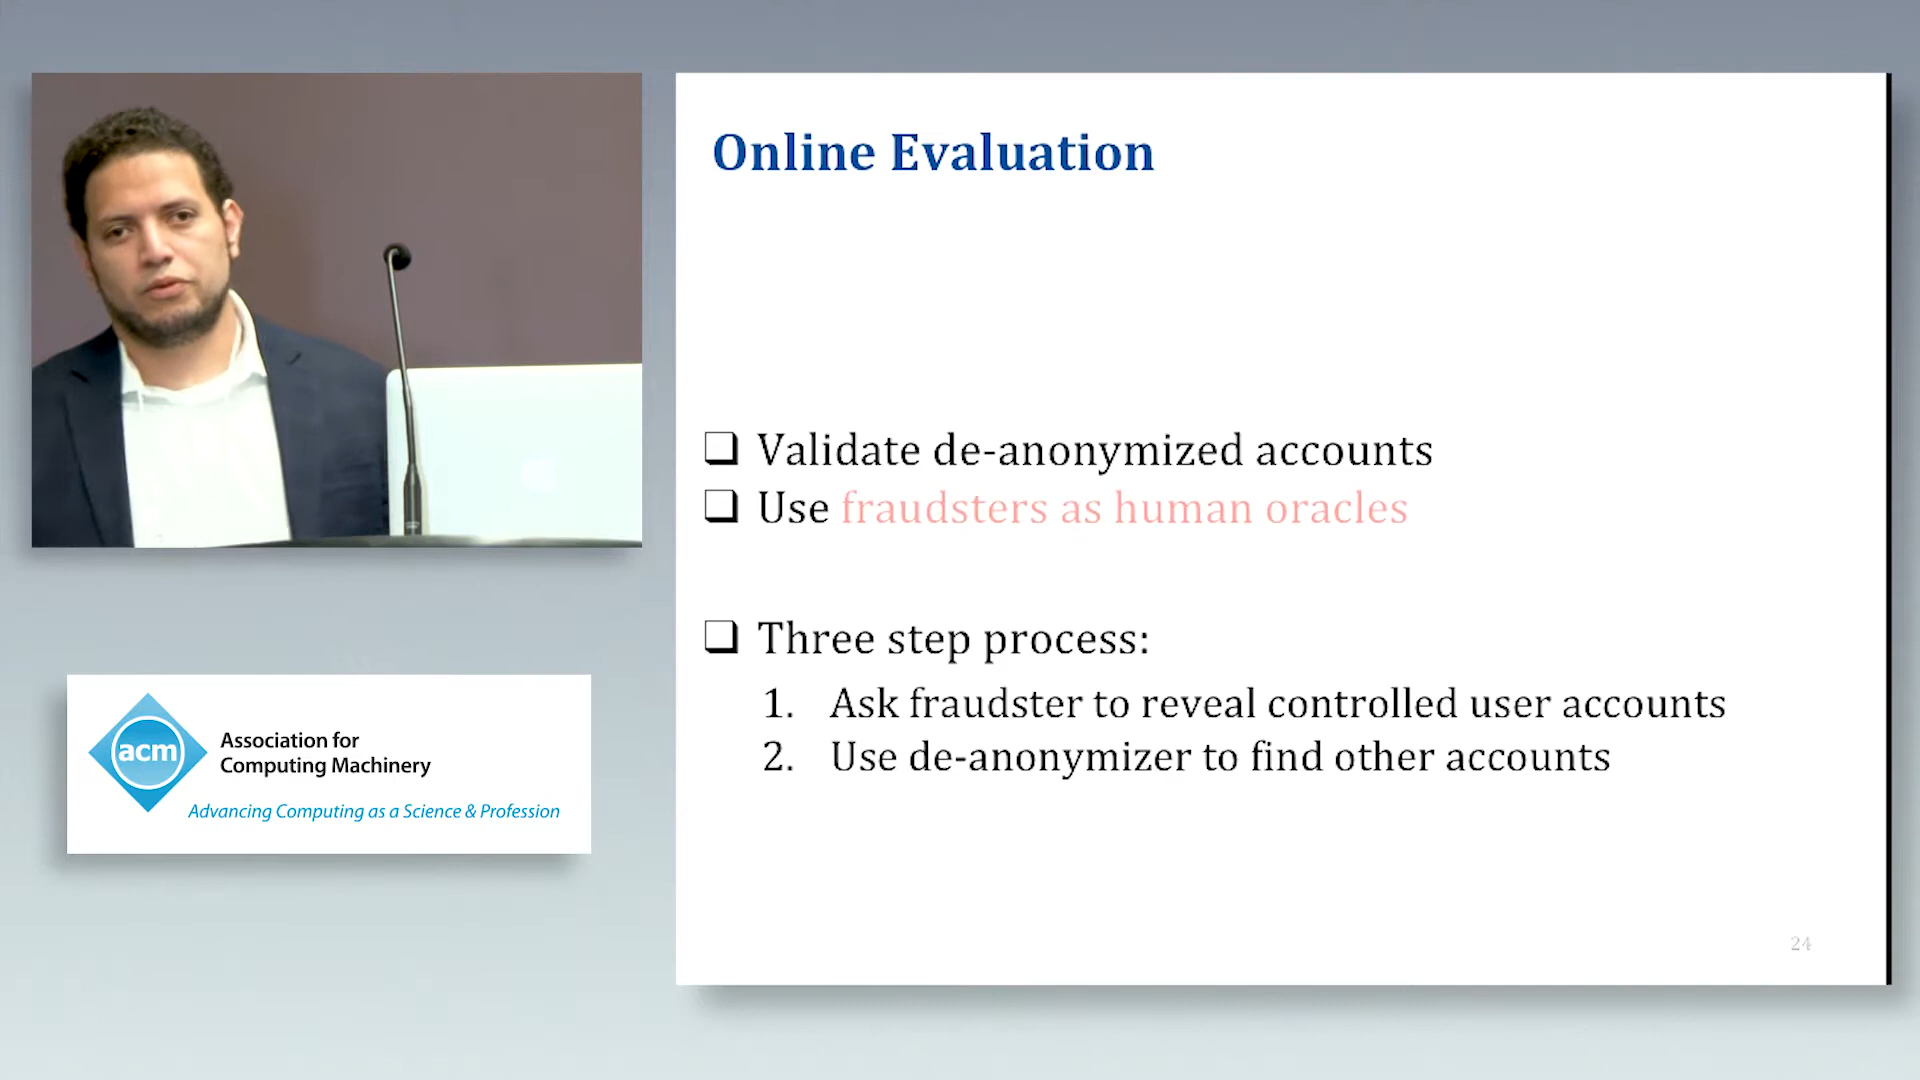 Online Evaluation
❑ Validate de-anonymized accounts
❑ Use fraudsters as human oracles
❑ Three step process:
1. Ask fraudster to reveal controlled user accounts
2. Use de-anonymizer to find other accounts
24
acm
Association for
Computing Machinery
Advancing Computing as a Science & Profession